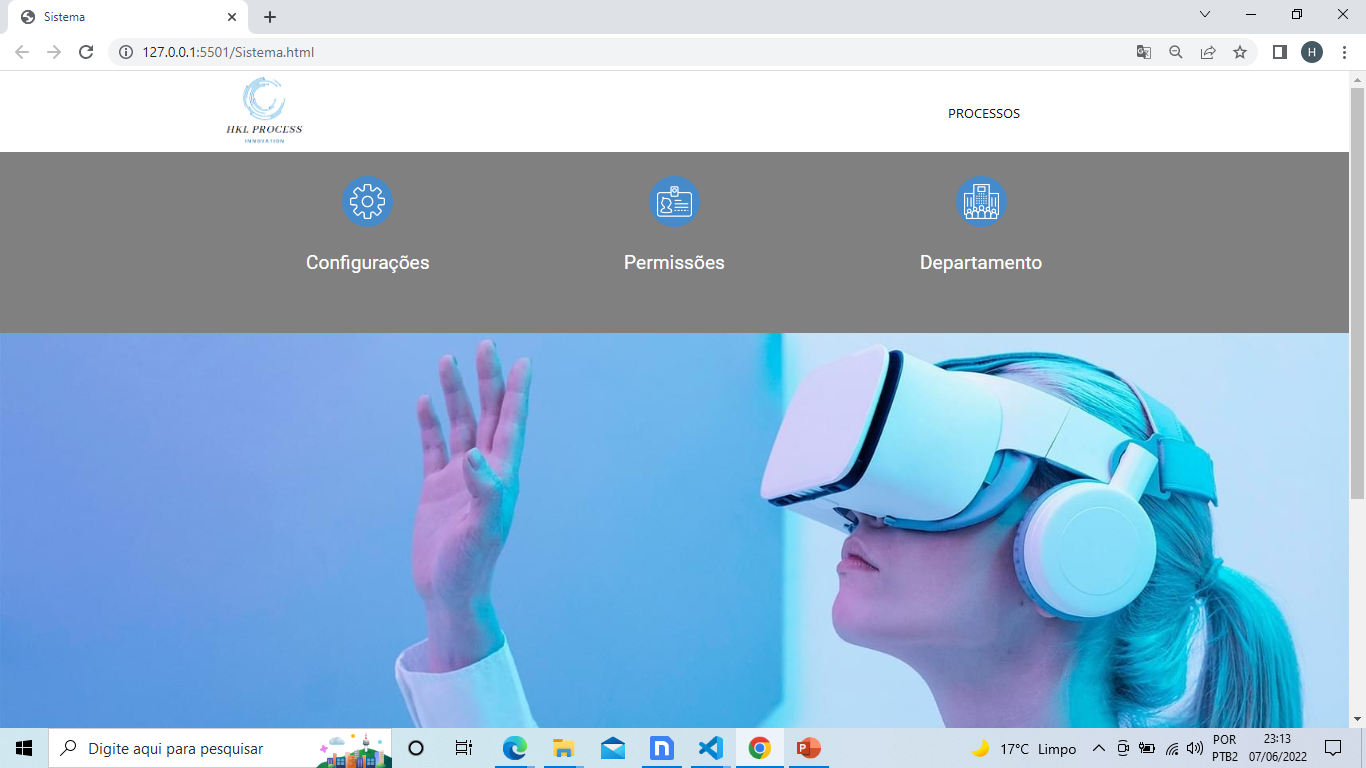 Sistema
127.0.0.1:5501/Sistema.html
H
HKL PROCESS
INNOVATION
PROCESSOS
Configurações
Permissões
Departamento
Digite aqui para pesquisar
17°C Limpo
POR
PTB2
23:13
07/06/2022